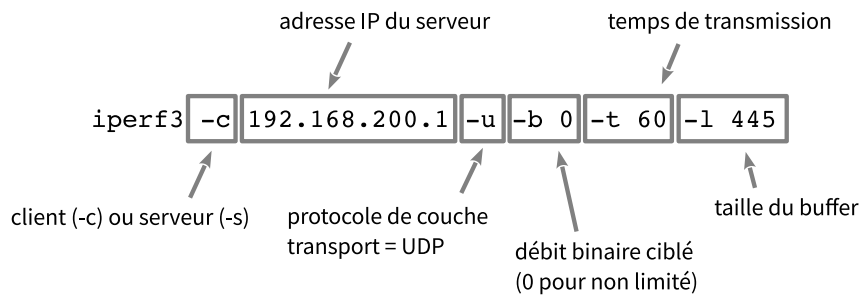 adresse IP du serveur
temps de transmission
iperf3 -c 192.168.200.1 -u -b 0 -t 60 -l 445
client (-c) ou serveur (-s)
protocole de couche
transport = UDP
débit binaire ciblé
(0 pour non limité)
taille du buffer